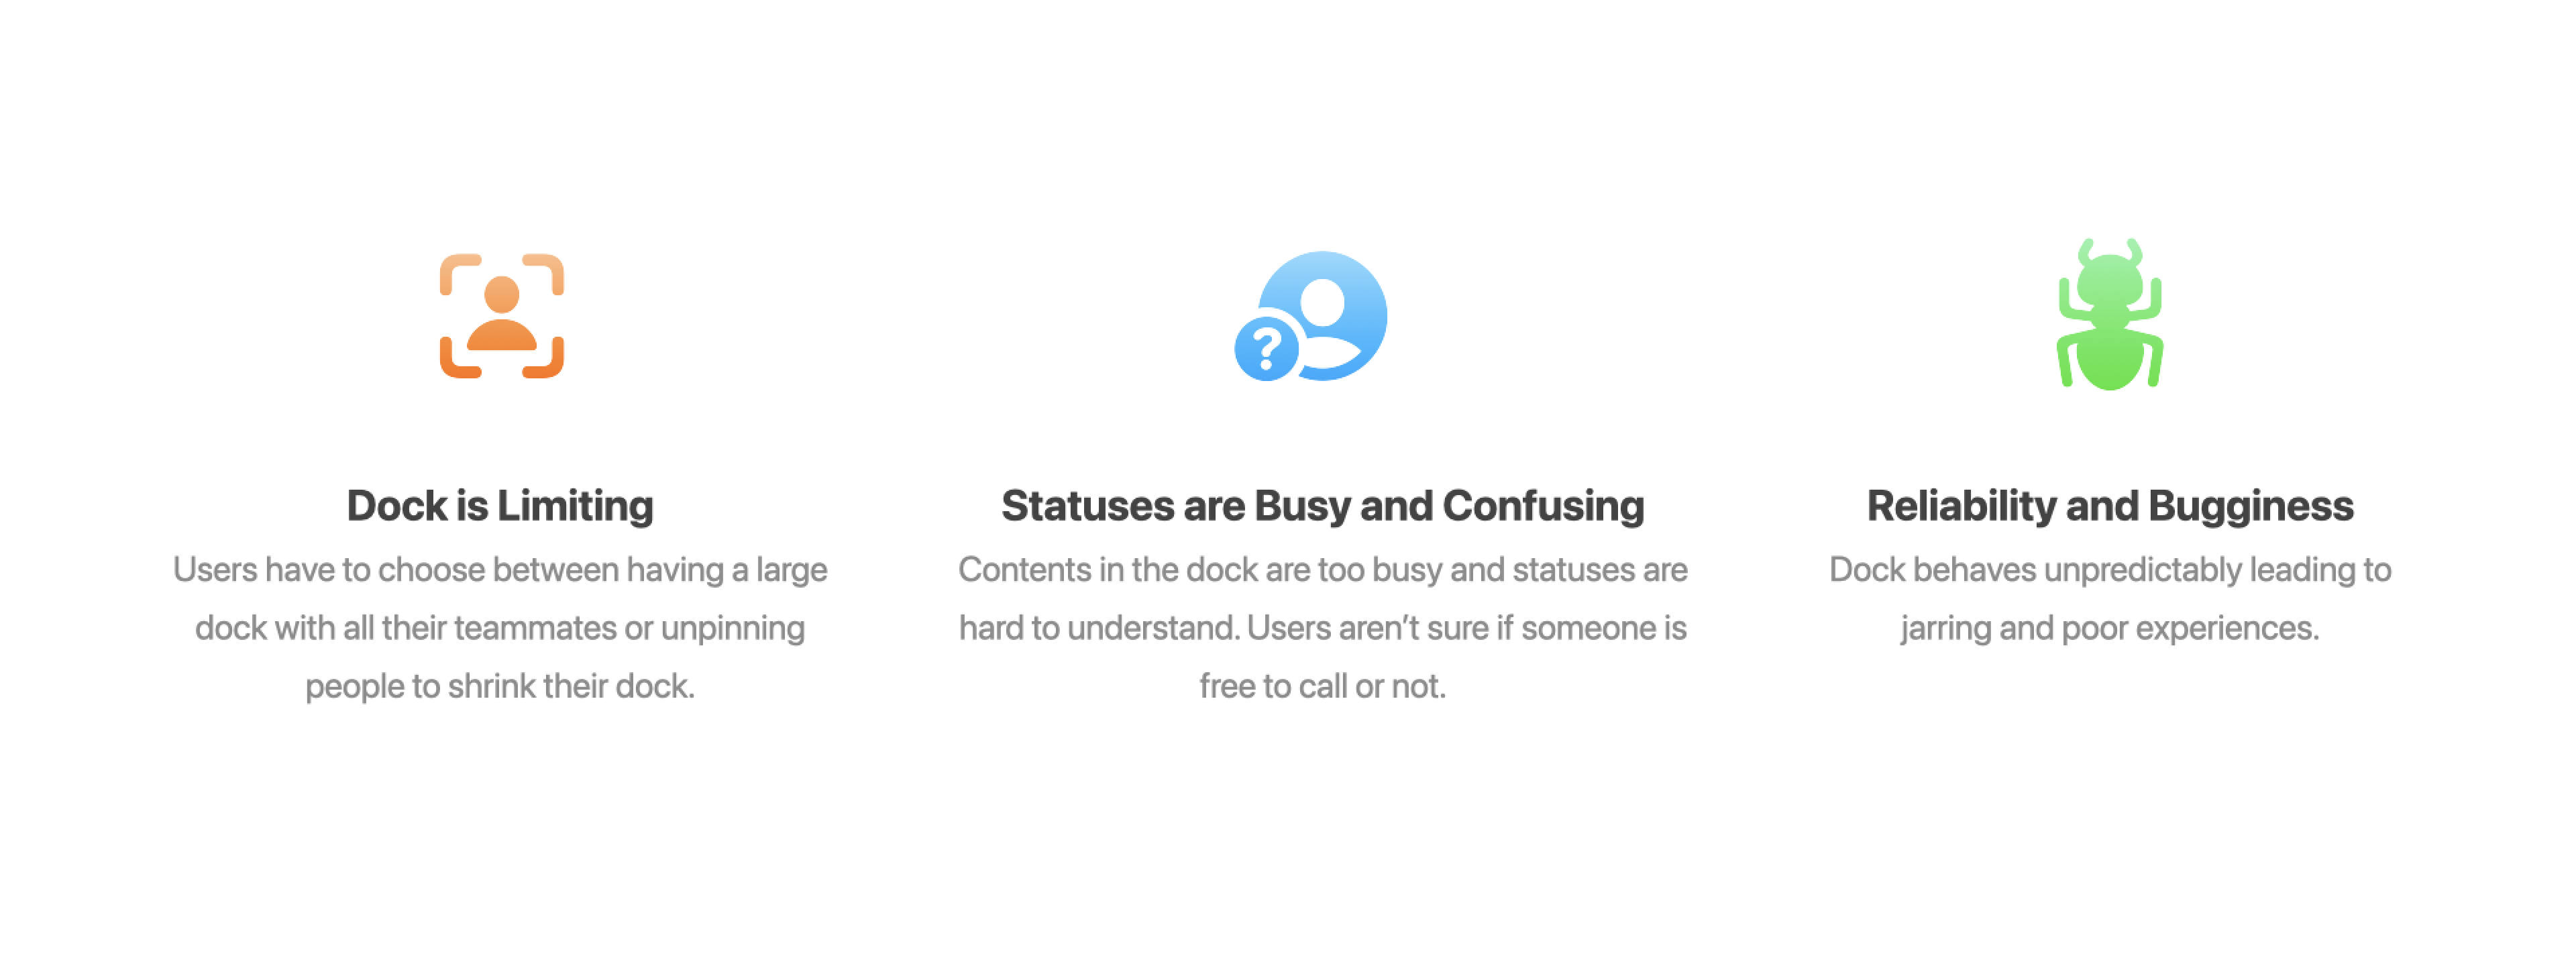 ?
Dock is Limiting
Users have to choose between having a large
dock with all their teammates or unpinning
people to shrink their dock.
Statuses are Busy and Confusing
Contents in the dock are too busy and statuses are
hard to understand. Users aren’t sure if someone is
free to call or not.
Reliability and Bugginess
Dock behaves unpredictably leading to
jarring and poor experiences.